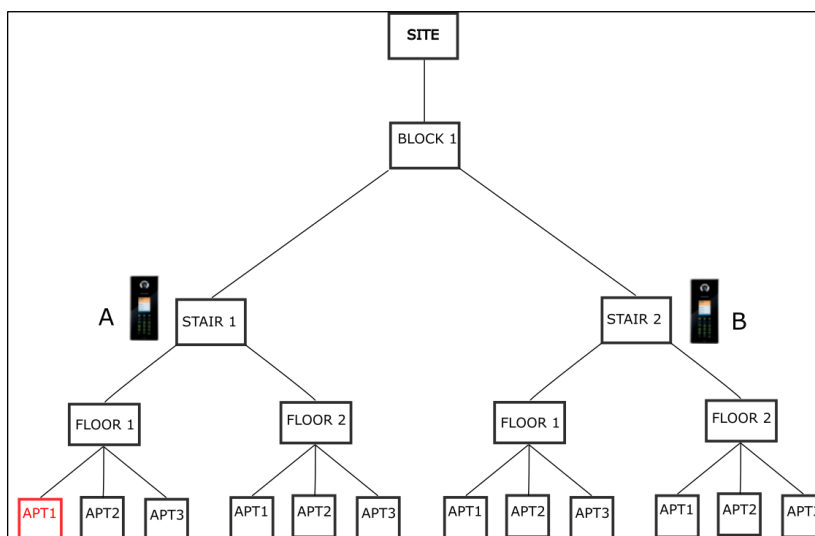 SITE
BLOCK 1
A
STAIR 1
STAIR 2
B
FLOOR 1
FLOOR 2
FLOOR 1
FLOOR 2
APT1
APT2
APT3
APT1
APT2
APT3
APT1
APT2
APT3
APT1
APT2
APT3